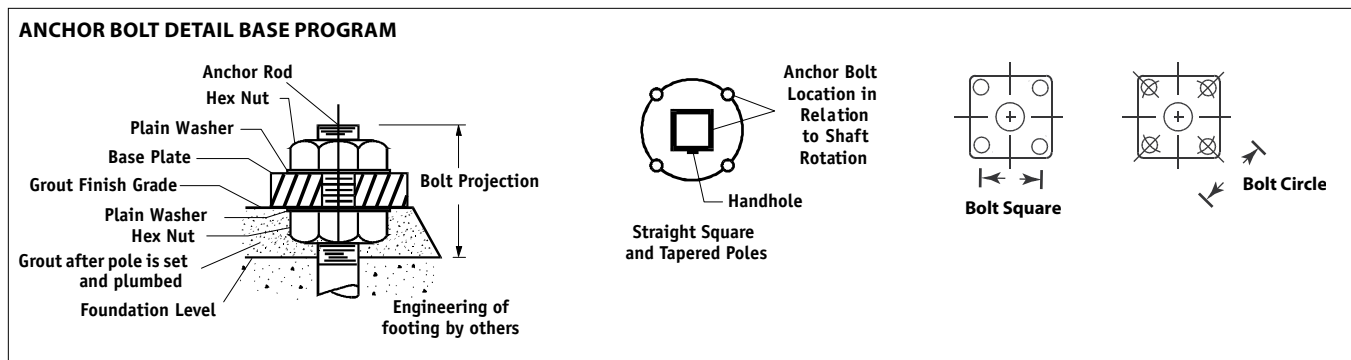 ANCHOR BOLT DETAIL BASE PROGRAM
Anchor Rod
Hex Nut
Plain Washer
Base Plate
Grout Finish Grade
Plain Washer
Hex Nut
Grout after pole is set
and plumbed
Foundation Level
Bolt Projection
Engineering of
footing by others
Anchor Bolt
Location in
Relation
to Shaft
Rotation
Handhole
Straight Square
and Tapered Poles
Bolt Square
Bolt Circle